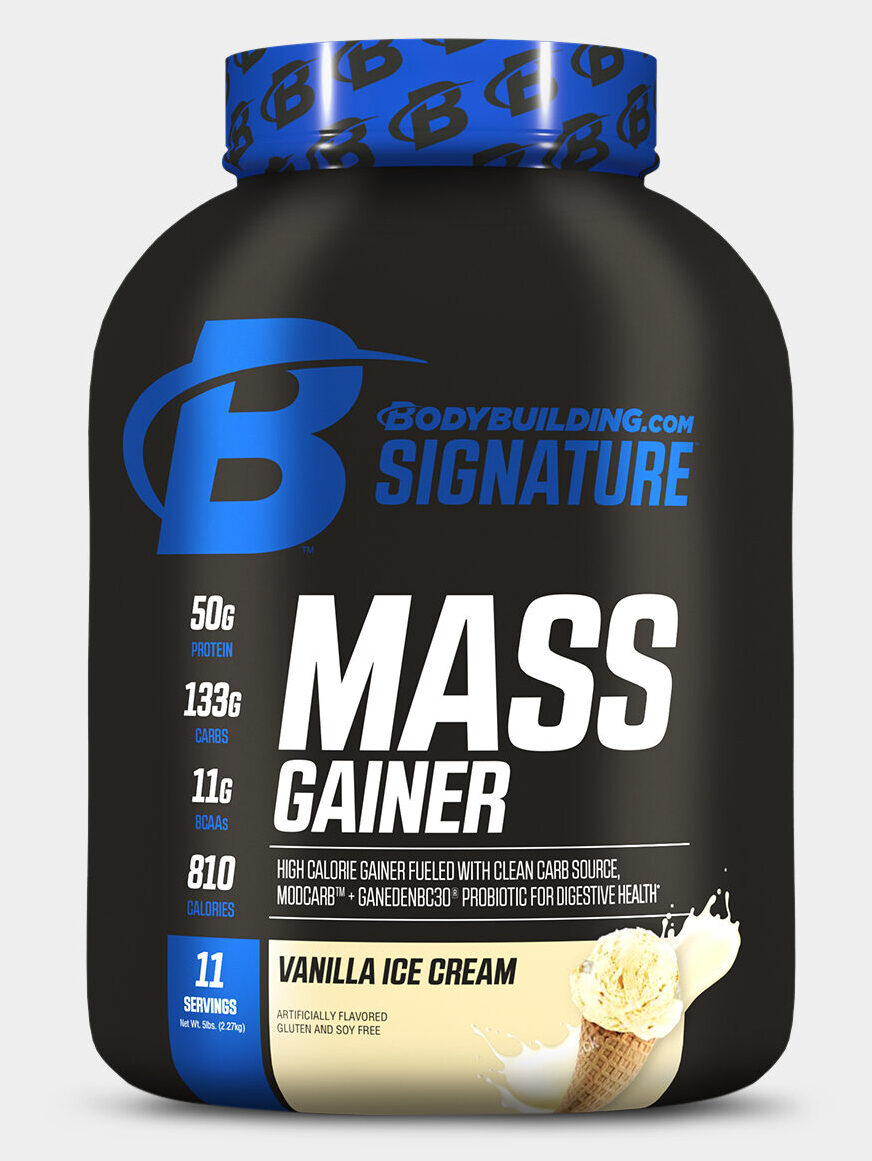 BODYBUILDING.COM
SIGNATURE™
B™
50G
PROTEIN
133G
CARBS
11G
BCAAs
810
CALORIES
MASS
GAINER
HIGH CALORIE GAINER FUELED WITH CLEAN CARB SOURCE,
MODCARB™ + GANEDENBC30® PROBIOTIC FOR DIGESTIVE HEALTH*
11
SERVINGS
Net Wt. 5lbs. (2.27kg)
VANILLA ICE CREAM
ARTIFICIALLY FLAVORED
GLUTEN AND SOY FREE